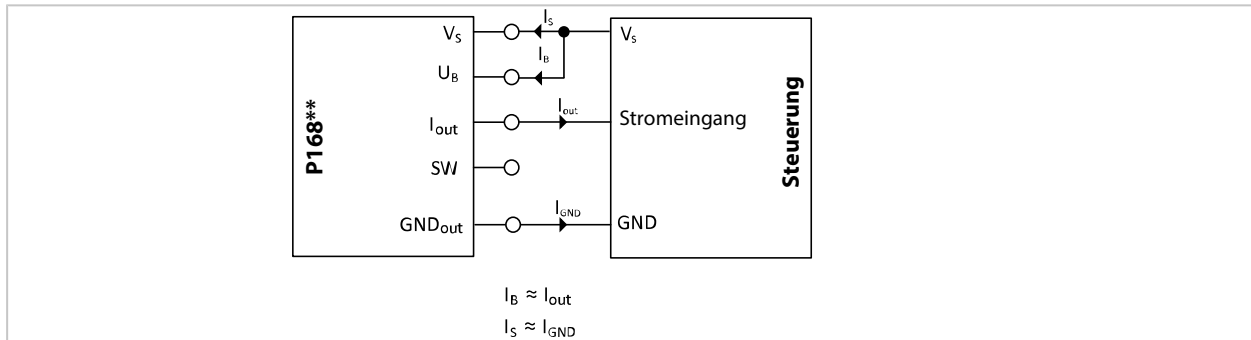 P168**
V_S
U_B
I_out
SW
GND_out
I_S
I_B
I_out
I_GND
V_s
Stromeingang
GND
Steuerung
I_B ≈ I_out
I_S ≈ I_GND